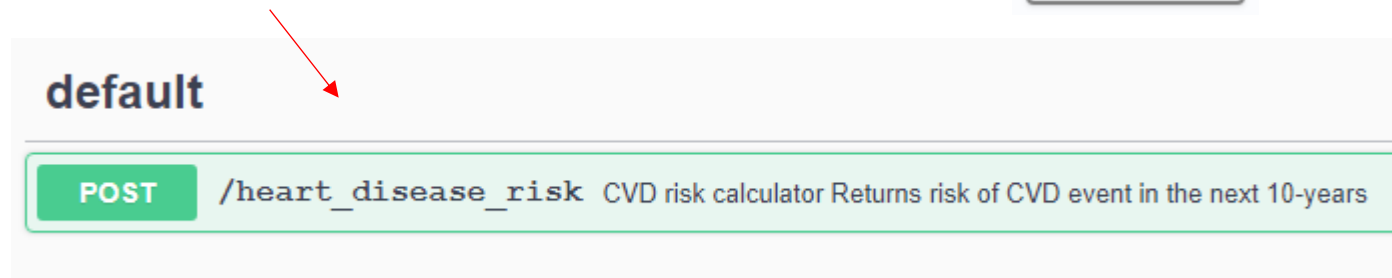 default
POST /heart_disease_risk CVD risk calculator Returns risk of CVD event in the next 10-years